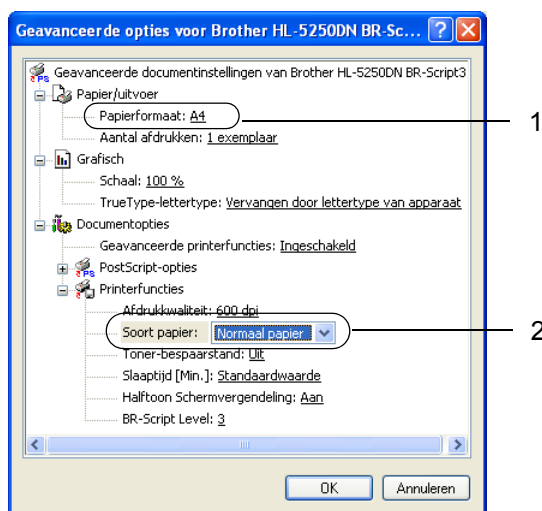 Geavanceerde opties voor Brother HL-5250DN BR-Sc...
Geavanceerde documentinstellingen van Brother HL-5250DN BR-Script3
Papier/uitvoer
Papierformaat: A4
1
Aantal afdrukken: 1 exemplaar
Grafisch
Schaal: 100 %
TrueType-lettertype: Vervangen door lettertype van apparaat
Documentopties
Geavanceerde printerfuncties: Ingeschakeld
PostScript-opties
Printerfuncties
Afdrukkwaliteit: 600 dpi
Soort papier: Normaal papier
2
Toner-bespaarstand: Uit
Slaaptijd [Min.]: Standaardwaarde
Halftoon Schermvergendeling: Aan
BR-Script Level: 3
OK
Annuleren